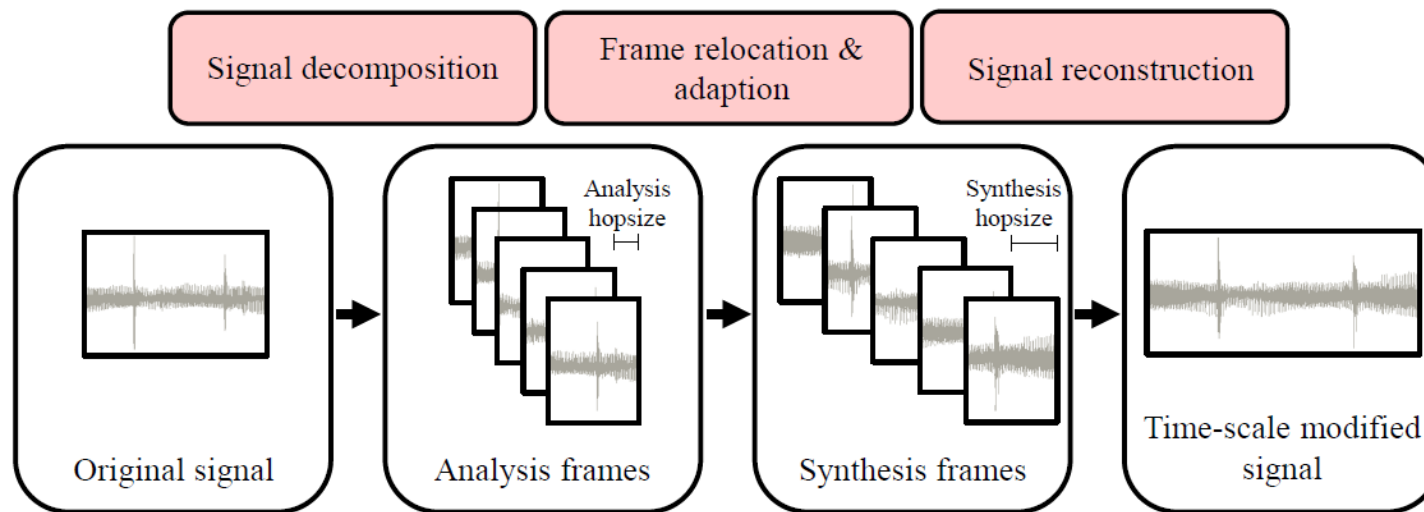 Signal decomposition
Frame relocation &
adaption
Signal reconstruction
Analysis
hopsize
Synthesis
hopsize
Original signal
Analysis frames
Synthesis frames
Time-scale modified
signal